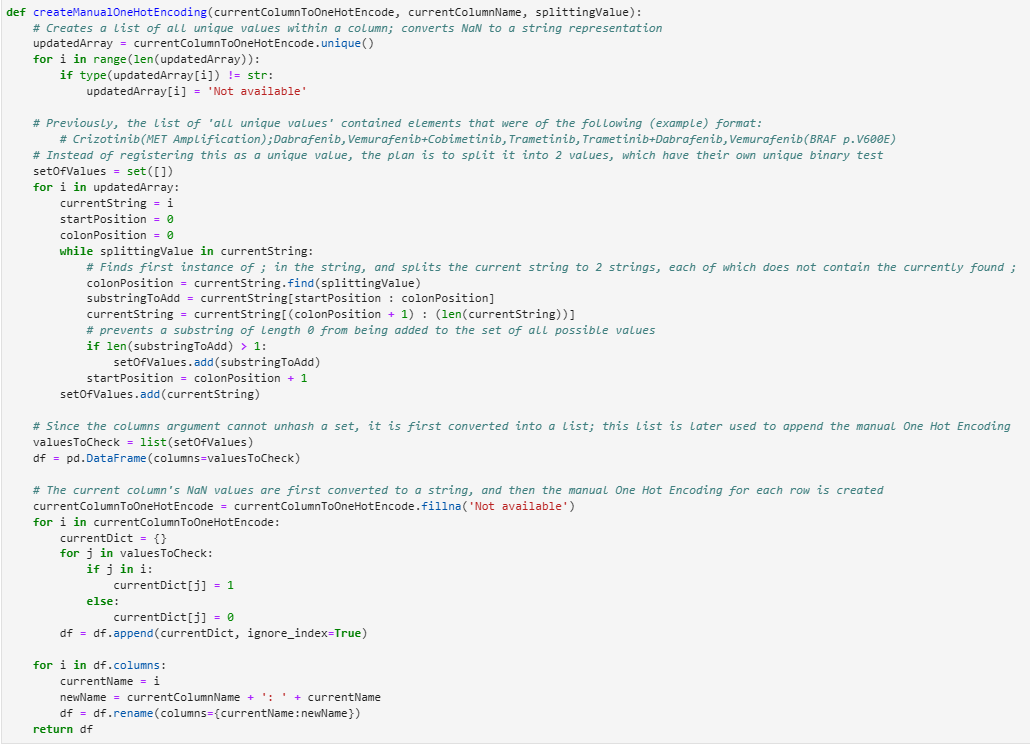 def createManualOneHotEncoding(currentColumnToOneHotEncode, currentColumnName, splittingValue):
    # Creates a list of all unique values within a column; converts NaN to a string representation
    updatedArray = currentColumnToOneHotEncode.unique()
    for i in range(len(updatedArray)):
        if type(updatedArray[i]) != str:
            updatedArray[i] = 'Not available'

    # Previously, the list of 'all unique values' contained elements that were of the following (example) format:
        # Crizotinib(MET Amplification);Dabrafenib,Vemurafenib+Cobimetinib,Trametinib,Trametinib+Dabrafenib,Vemurafenib(BRAF p.V600E)
    # Instead of registering this as a unique value, the plan is to split it into 2 values, which have their own unique binary test
    setOfValues = set([])
    for i in updatedArray:
        currentString = i
        startPosition = 0
        colonPosition = 0
        while splittingValue in currentString:
            # Finds first instance of ; in the string, and splits the current string to 2 strings, each of which does not contain the currently found ;
            colonPosition = currentString.find(splittingValue)
            substringToAdd = currentString[startPosition : colonPosition]
            currentString = currentString[(colonPosition + 1) : (len(currentString))]
            # prevents a substring of length 0 from being added to the set of all possible values
            if len(substringToAdd) > 1:
                setOfValues.add(substringToAdd)
            startPosition = colonPosition + 1
        setOfValues.add(currentString)

    # Since the columns argument cannot unhash a set, it is first converted into a list; this list is later used to append the manual One Hot Encoding
    valuesToCheck = list(setOfValues)
    df = pd.DataFrame(columns=valuesToCheck)

    # The current column's NaN values are first converted to a string, and then the manual One Hot Encoding for each row is created
    currentColumnToOneHotEncode = currentColumnToOneHotEncode.fillna('Not available')
    for i in currentColumnToOneHotEncode:
        currentDict = {}
        for j in valuesToCheck:
            if j in i:
                currentDict[j] = 1
            else:
                currentDict[j] = 0
        df = df.append(currentDict, ignore_index=True)

    for i in df.columns:
        currentName = i
        newName = currentColumnName + ': ' + currentName
        df = df.rename(columns={currentName:newName})
    return df